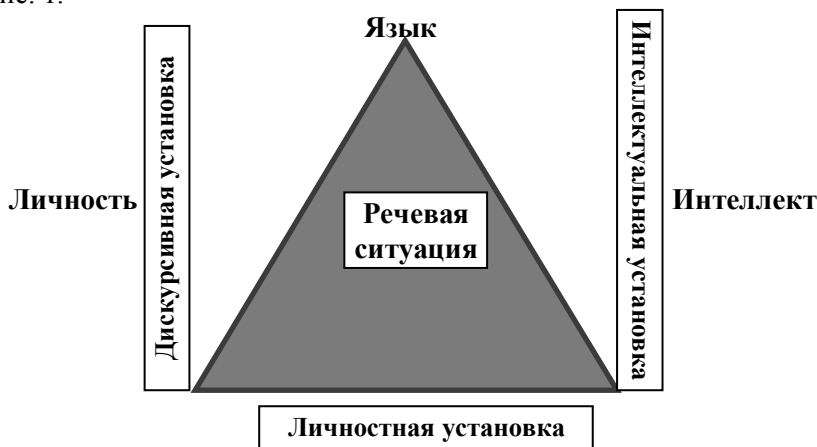 Язык
Дискурсивная установка
Интеллектуальная установка
Личность
Речевая
ситуация
Интеллект
Личностная установка